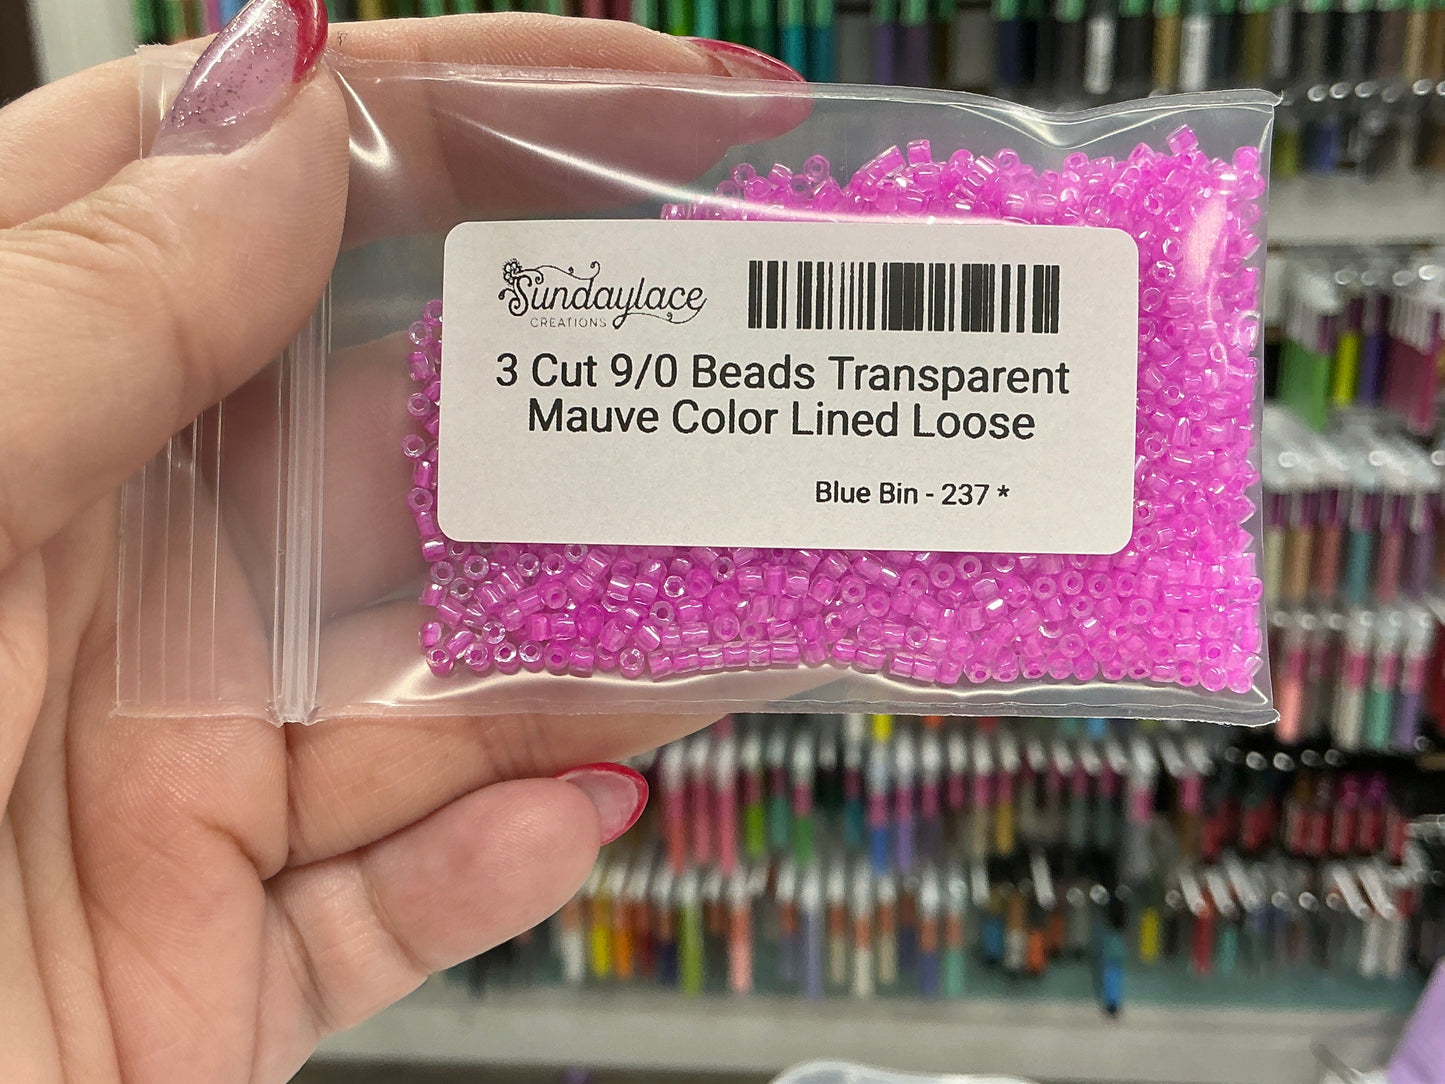 Sundaylace
CREATIONS
3 Cut 9/0 Beads Transparent
Mauve Color Lined Loose
Blue Bin - 237 *